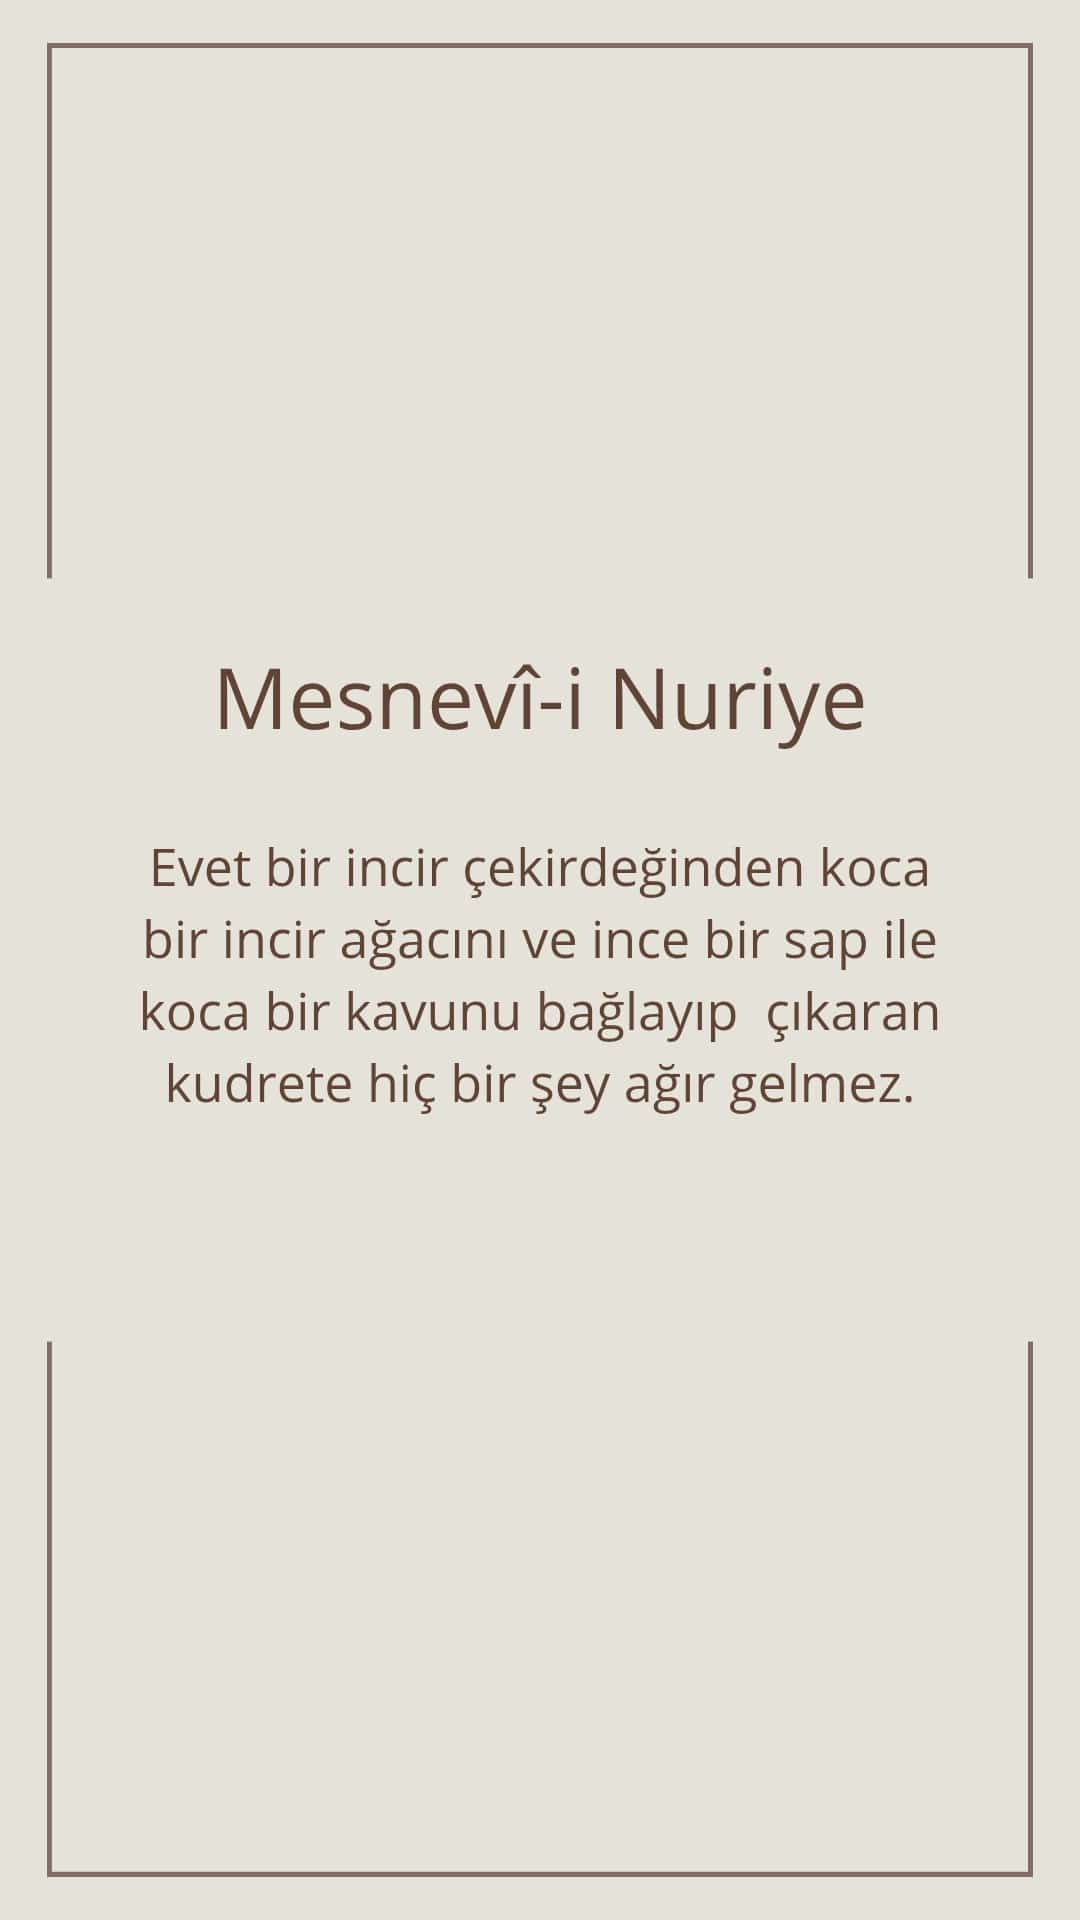 Mesnevî-i Nuriye
Evet bir incir çekirdeğinden koca
bir incir ağacını ve ince bir sap ile
koca bir kavunu bağlayıp  çıkaran
kudrete hiç bir şey ağır gelmez.